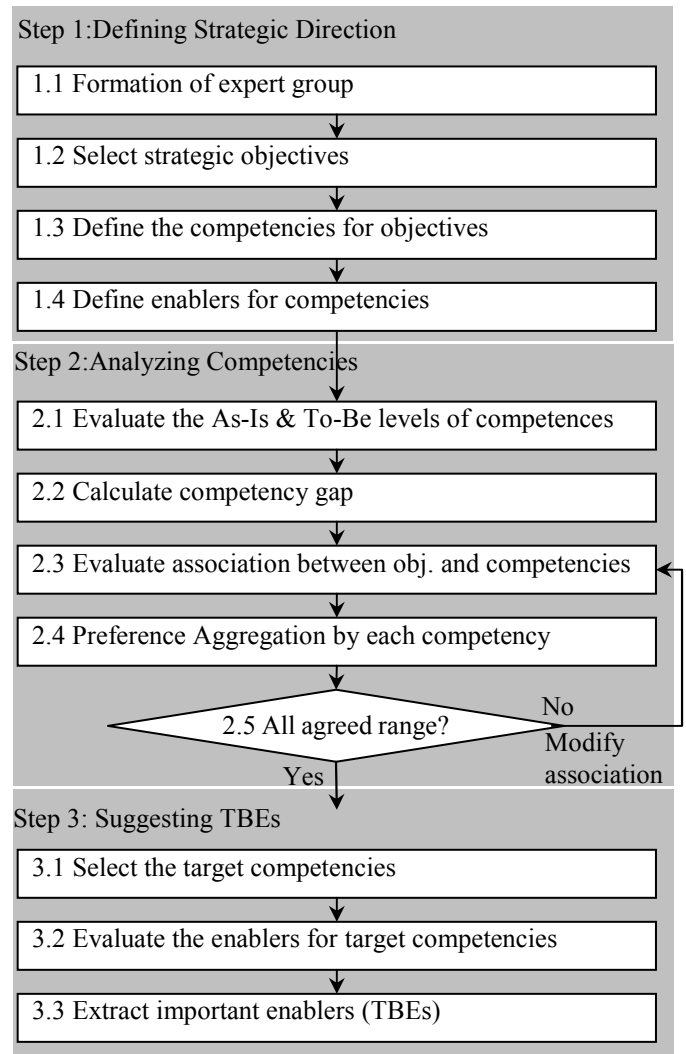 Step 1:Defining Strategic Direction
1.1 Formation of expert group
1.2 Select strategic objectives
1.3 Define the competencies for objectives
1.4 Define enablers for competencies
Step 2:Analyzing Competencies
2.1 Evaluate the As-Is & To-Be levels of competences
2.2 Calculate competency gap
2.3 Evaluate association between obj. and competencies
2.4 Preference Aggregation by each competency
2.5 All agreed range?
No
Modify
association
Yes
Step 3: Suggesting TBEs
3.1 Select the target competencies
3.2 Evaluate the enablers for target competencies
3.3 Extract important enablers (TBEs)